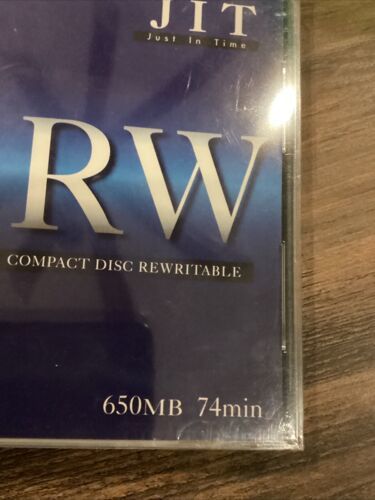 JIT
Just In Time
RW
COMPACT DISC REWRITABLE
650MB 74min